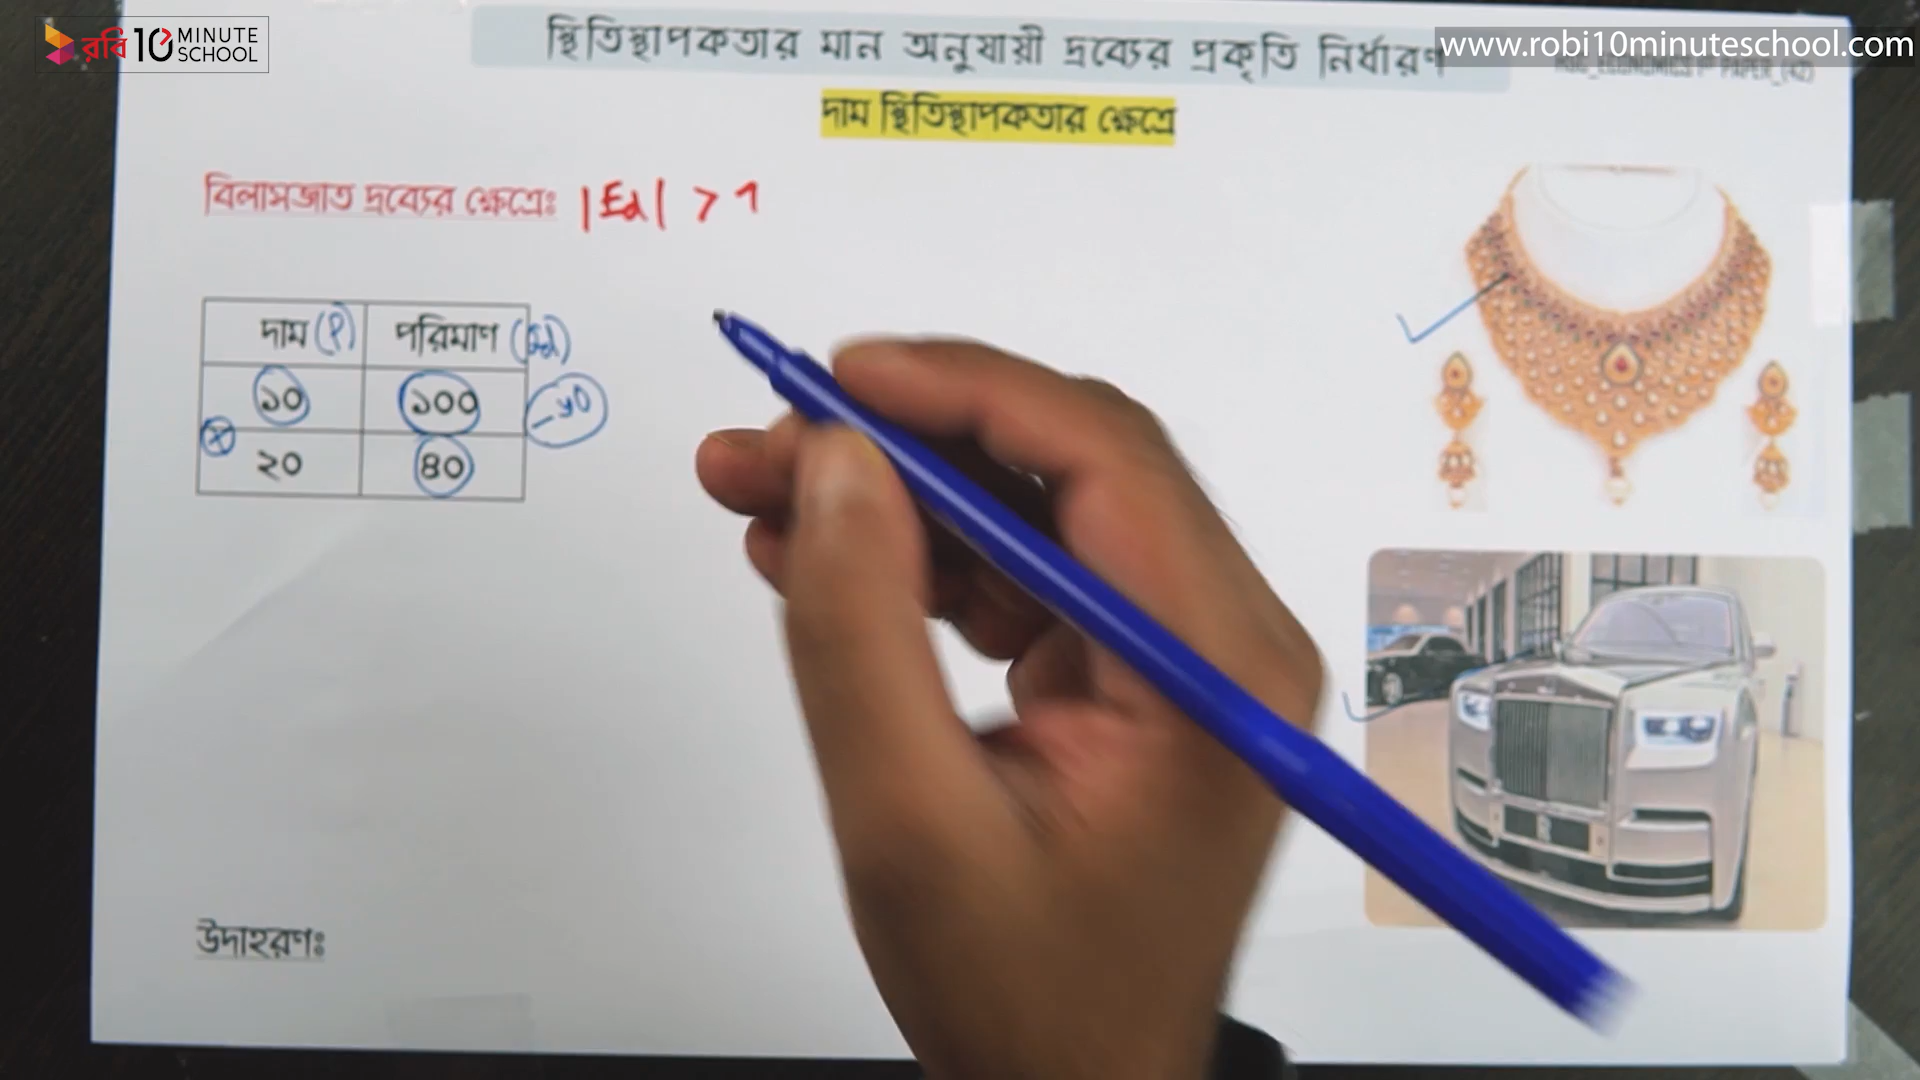 রবি 10 MINUTE SCHOOL
www.robi10minuteschool.com
স্থিতিস্থাপকতার মান অনুযায়ী দ্রব্যের প্রকৃতি নির্ধারণ
দাম স্থিতিস্থাপকতার ক্ষেত্রে
বিলাসজাত দ্রব্যের ক্ষেত্রেঃ |Ed| > 1
দাম (P) পরিমাণ
১০ ১০০
২০ ৪০
উদাহরণঃ